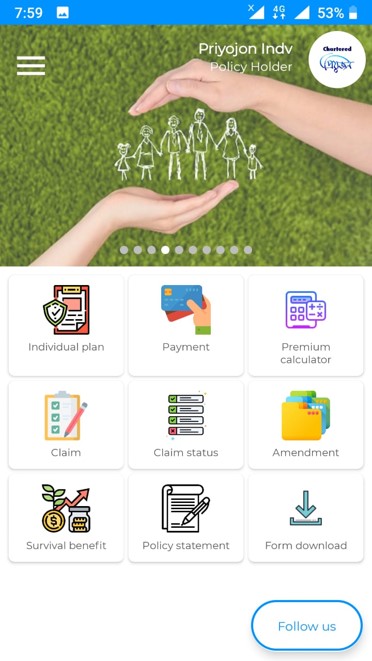 7:59
X
4G
53%
Priyojon Indv
Policy Holder
Chartered
Individual plan
Payment
Premium
calculator
Claim
Claim status
Amendment
Survival benefit
Policy statement
Form download
Follow us